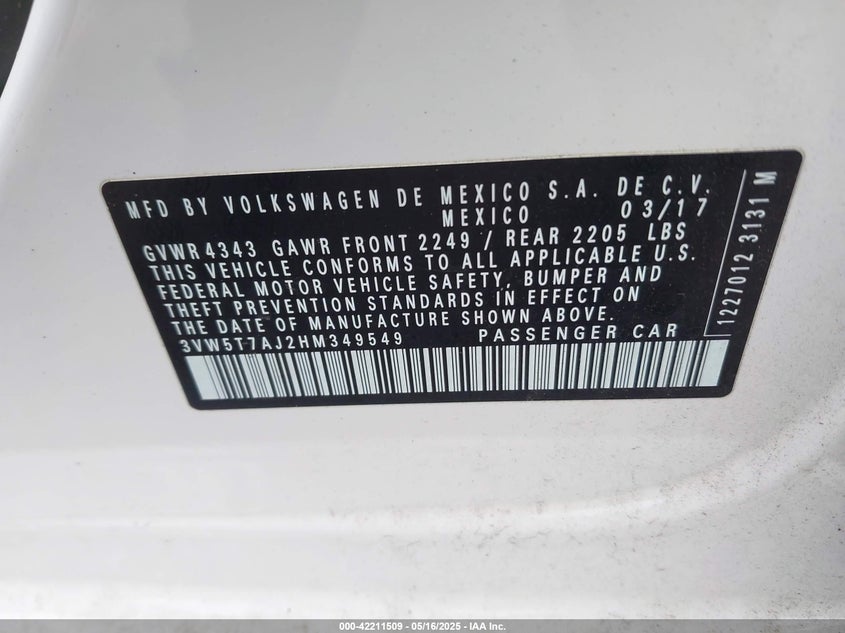 MFD BY VOLKSWAGEN DE MEXICO S.A. DE C.V.
MEXICO 03/17
GVWR4343 GAWR FRONT 2249 / REAR 2205 LBS
THIS VEHICLE CONFORMS TO ALL APPLICABLE U.S.
FEDERAL MOTOR VEHICLE SAFETY, BUMPER AND
THEFT PREVENTION STANDARDS IN EFFECT ON
THE DATE OF MANUFACTURE SHOWN ABOVE.
3VW5T7AJ2HM349549 PASSENGER CAR
1227012 3131 M
000-42211509 - 05/16/2025 - IAA Inc.